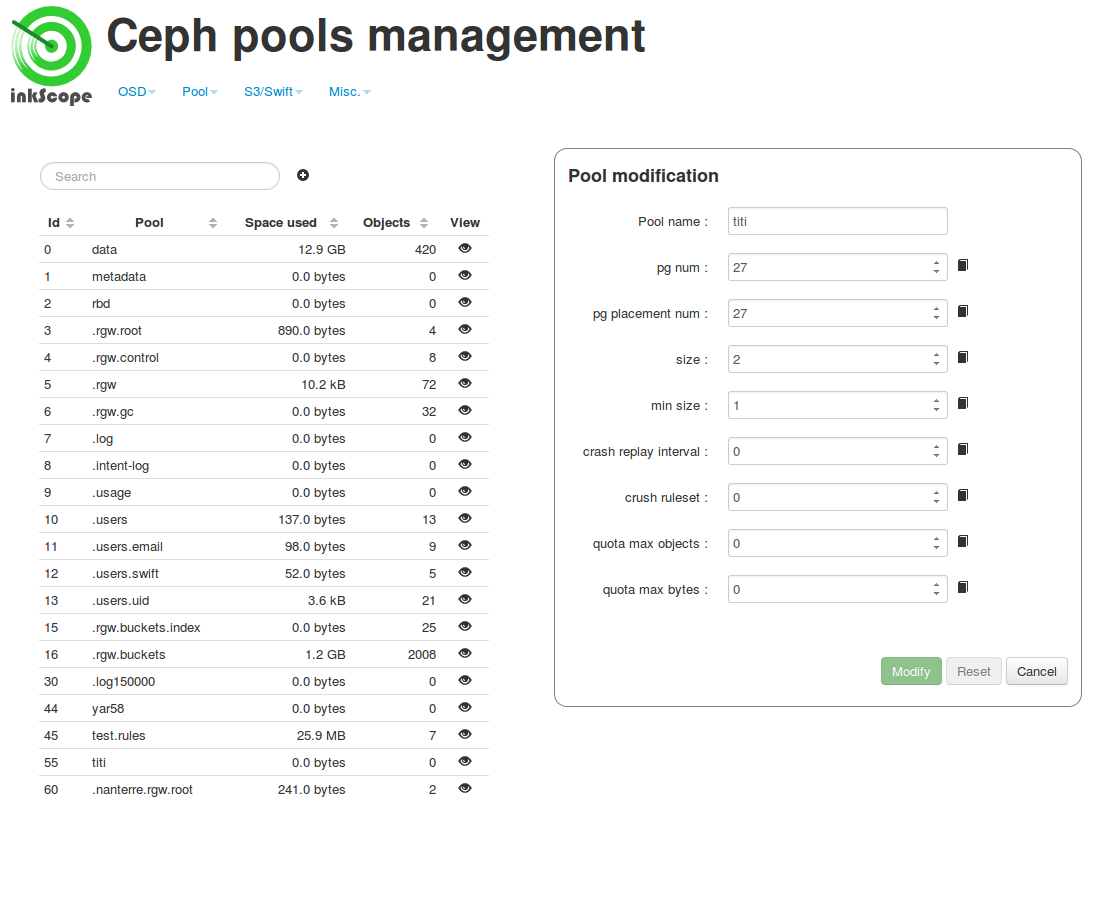 Ceph pools management
inkScope
OSD Pool S3/Swift Misc.
Search
Id Pool Space used Objects View
0 data 12.9 GB 420
1 metadata 0.0 bytes 0
2 rbd 0.0 bytes 0
3 .rgw.root 890.0 bytes 4
4 .rgw.control 0.0 bytes 8
5 .rgw 10.2 kB 72
6 .rgw.gc 0.0 bytes 32
7 .log 0.0 bytes 0
8 .intent-log 0.0 bytes 0
9 .usage 0.0 bytes 0
10 .users 137.0 bytes 13
11 .users.email 98.0 bytes 9
12 .users.swift 52.0 bytes 5
13 .users.uid 3.6 kB 21
15 .rgw.buckets.index 0.0 bytes 25
16 .rgw.buckets 1.2 GB 2008
30 .log150000 0.0 bytes 0
44 yar58 0.0 bytes 0
45 test.rules 25.9 MB 7
55 titi 0.0 bytes 0
60 .nanterre.rgw.root 241.0 bytes 2
Pool modification
Pool name : titi
pg num : 27
pg placement num : 27
size : 2
min size : 1
crash replay interval : 0
crush ruleset : 0
quota max objects : 0
quota max bytes : 0
Modify Reset Cancel